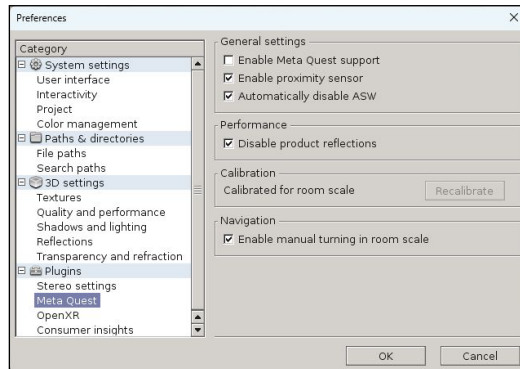 Preferences
Category
System settings
User interface
Interactivity
Project
Color management
Paths & directories
File paths
Search paths
3D settings
Textures
Quality and performance
Shadows and lighting
Reflections
Transparency and refraction
Plugins
Stereo settings
Meta Quest
OpenXR
Consumer insights
General settings
Enable Meta Quest support
Enable proximity sensor
Automatically disable ASW
Performance
Disable product reflections
Calibration
Calibrated for room scale Recalibrate
Navigation
Enable manual turning in room scale
OK Cancel